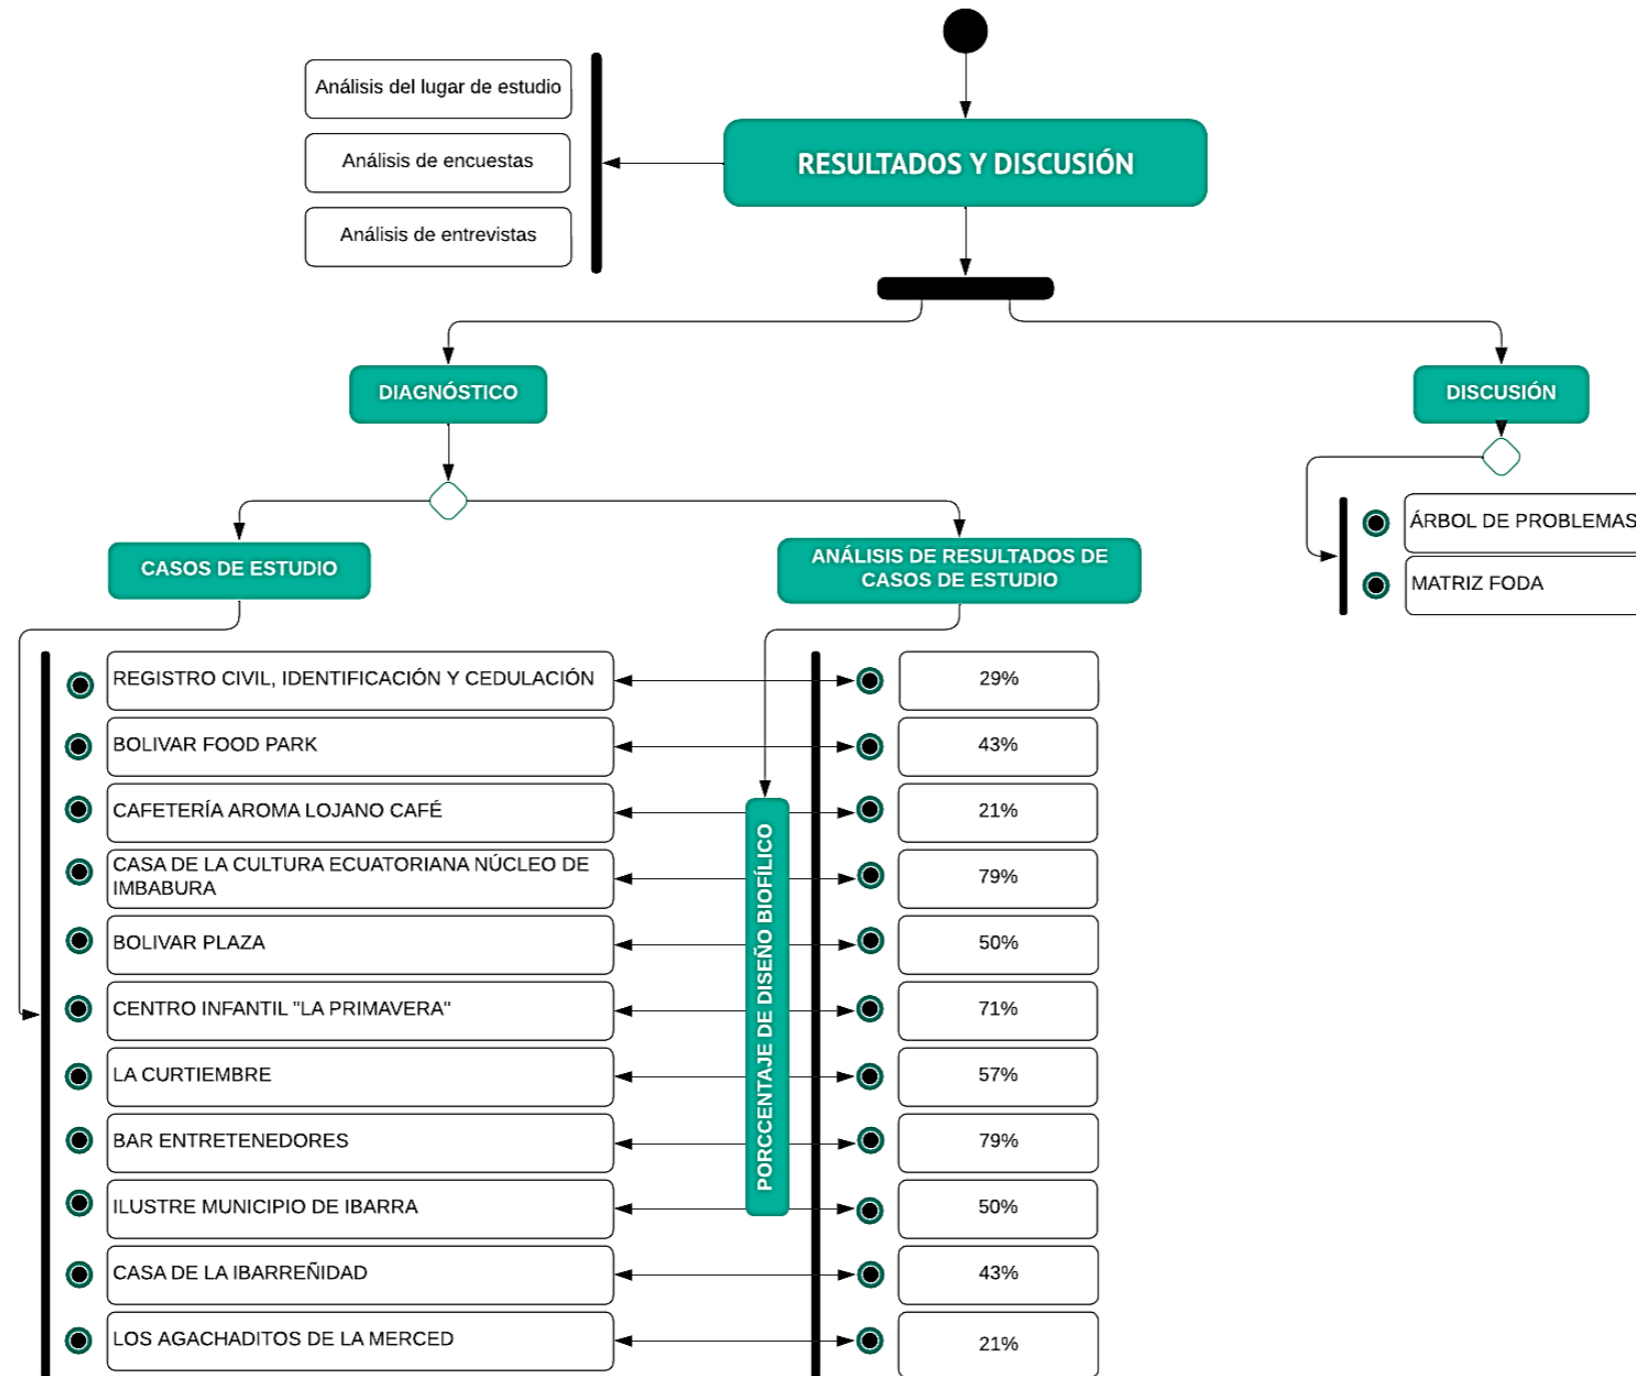 Análisis del lugar de estudio
Análisis de encuestas
Análisis de entrevistas
RESULTADOS Y DISCUSIÓN
DIAGNÓSTICO
DISCUSIÓN
ÁRBOL DE PROBLEMAS
MATRIZ FODA
CASOS DE ESTUDIO
ANÁLISIS DE RESULTADOS DE
CASOS DE ESTUDIO
PORCCENTAJE DE DISEÑO BIOFÍLICO
REGISTRO CIVIL, IDENTIFICACIÓN Y CEDULACIÓN
29%
BOLIVAR FOOD PARK
43%
CAFETERÍA AROMA LOJANO CAFÉ
21%
CASA DE LA CULTURA ECUATORIANA NÚCLEO DE
IMBABURA
79%
BOLIVAR PLAZA
50%
CENTRO INFANTIL "LA PRIMAVERA"
71%
LA CURTIEMBRE
57%
BAR ENTRETENEDORES
79%
ILUSTRE MUNICIPIO DE IBARRA
50%
CASA DE LA IBARREÑIDAD
43%
LOS AGACHADITOS DE LA MERCED
21%